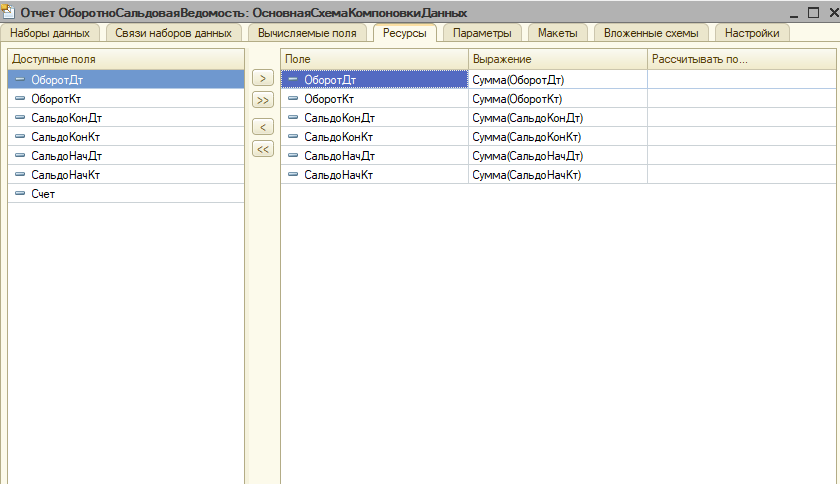 Отчет ОборотноСальдоваяВедомость: ОсновнаяСхемаКомпоновкиДанных
Наборы данных Связи наборов данных Вычисляемые поля Ресурсы Параметры Макеты Вложенные схемы Настройки
Доступные поля
ОборотДт
ОборотКт
СальдоКонДт
СальдоКонКт
СальдоНачДт
СальдоНачКт
Счет
>
>>
<
<<
Поле Выражение Рассчитывать по...
ОборотДт Сумма(ОборотДт)
ОборотКт Сумма(ОборотКт)
СальдоКонДт Сумма(СальдоКонДт)
СальдоКонКт Сумма(СальдоКонКт)
СальдоНачДт Сумма(СальдоНачДт)
СальдоНачКт Сумма(СальдоНачКт)